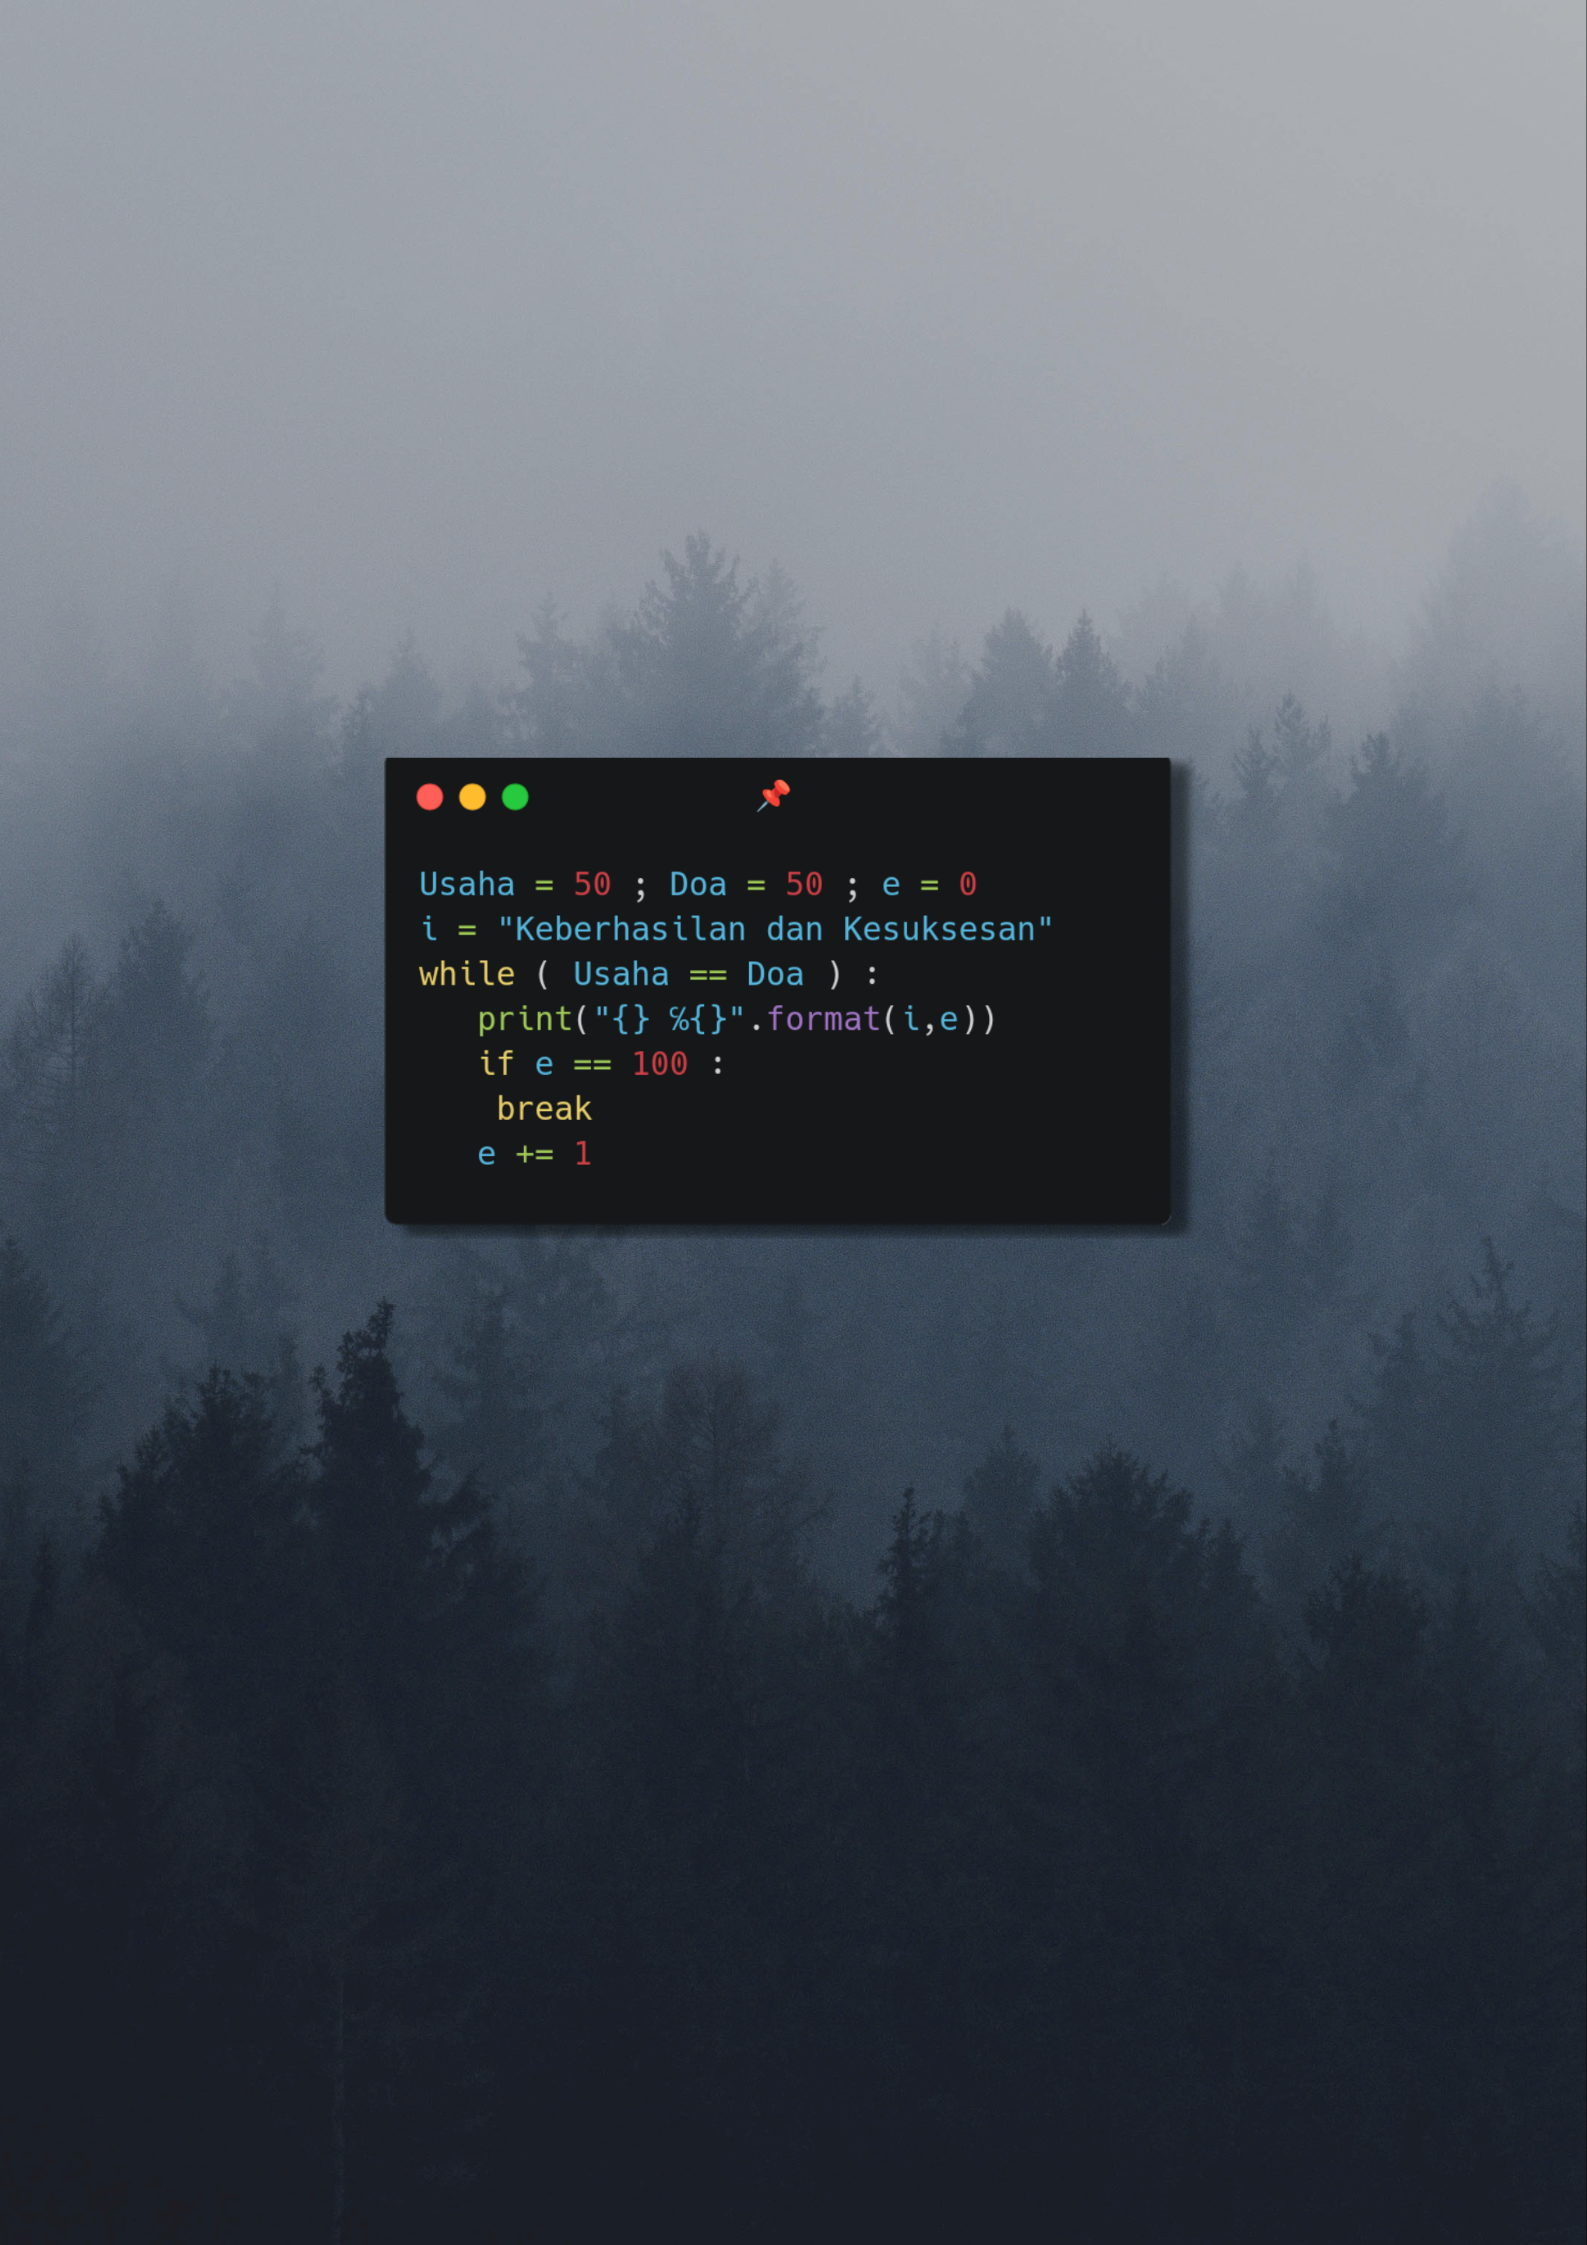 Usaha = 50 ; Doa = 50 ; e = 0
i = "Keberhasilan dan Kesuksesan"
while ( Usaha == Doa ) :
   print("{} %{}".format(i,e))
   if e == 100 :
    break
   e += 1